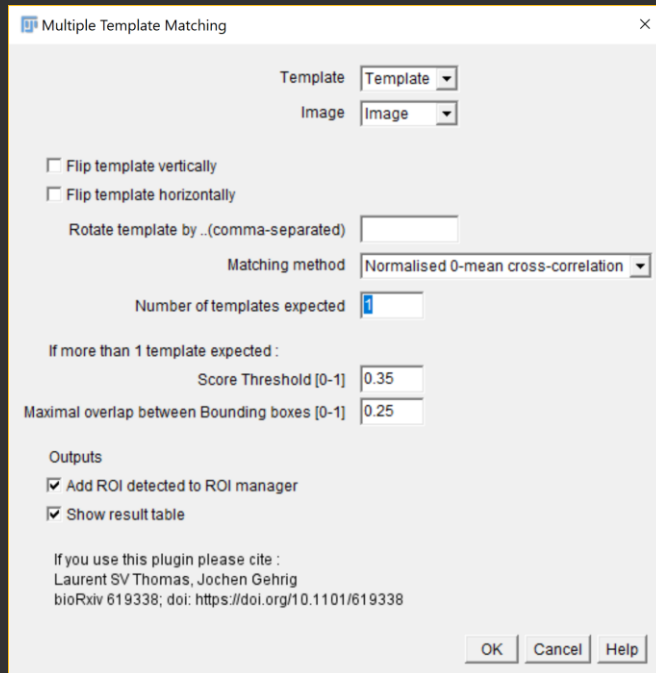 Multiple Template Matching
Template Template
Image Image
Flip template vertically
Flip template horizontally
Rotate template by ..(comma-separated)
Matching method Normalised 0-mean cross-correlation
Number of templates expected 1
If more than 1 template expected :
Score Threshold [0-1] 0.35
Maximal overlap between Bounding boxes [0-1] 0.25
Outputs
Add ROI detected to ROI manager
Show result table
If you use this plugin please cite :
Laurent SV Thomas, Jochen Gehrig
bioRxiv 619338; doi: https://doi.org/10.1101/619338
OK Cancel Help